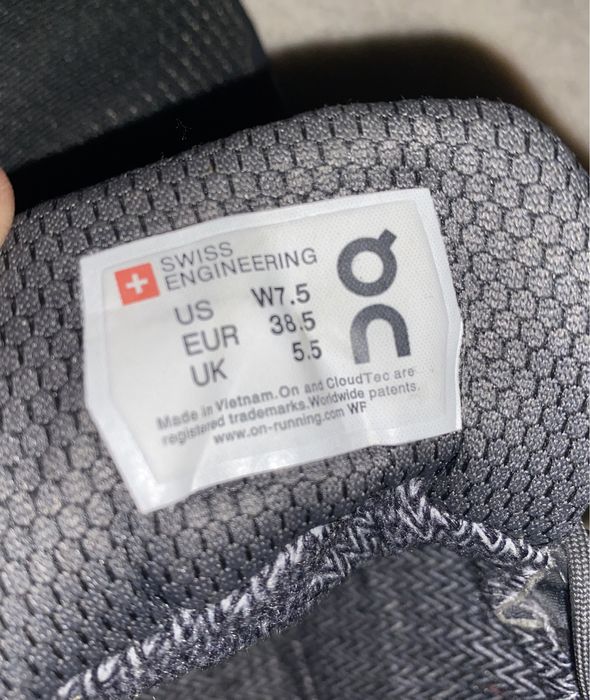 SWISS
ENGINEERING
US W7.5
EUR 38.5
UK 5.5
On
Made in Vietnam. On and CloudTec are
registered trademarks. Worldwide patents.
www.on-running.com WF